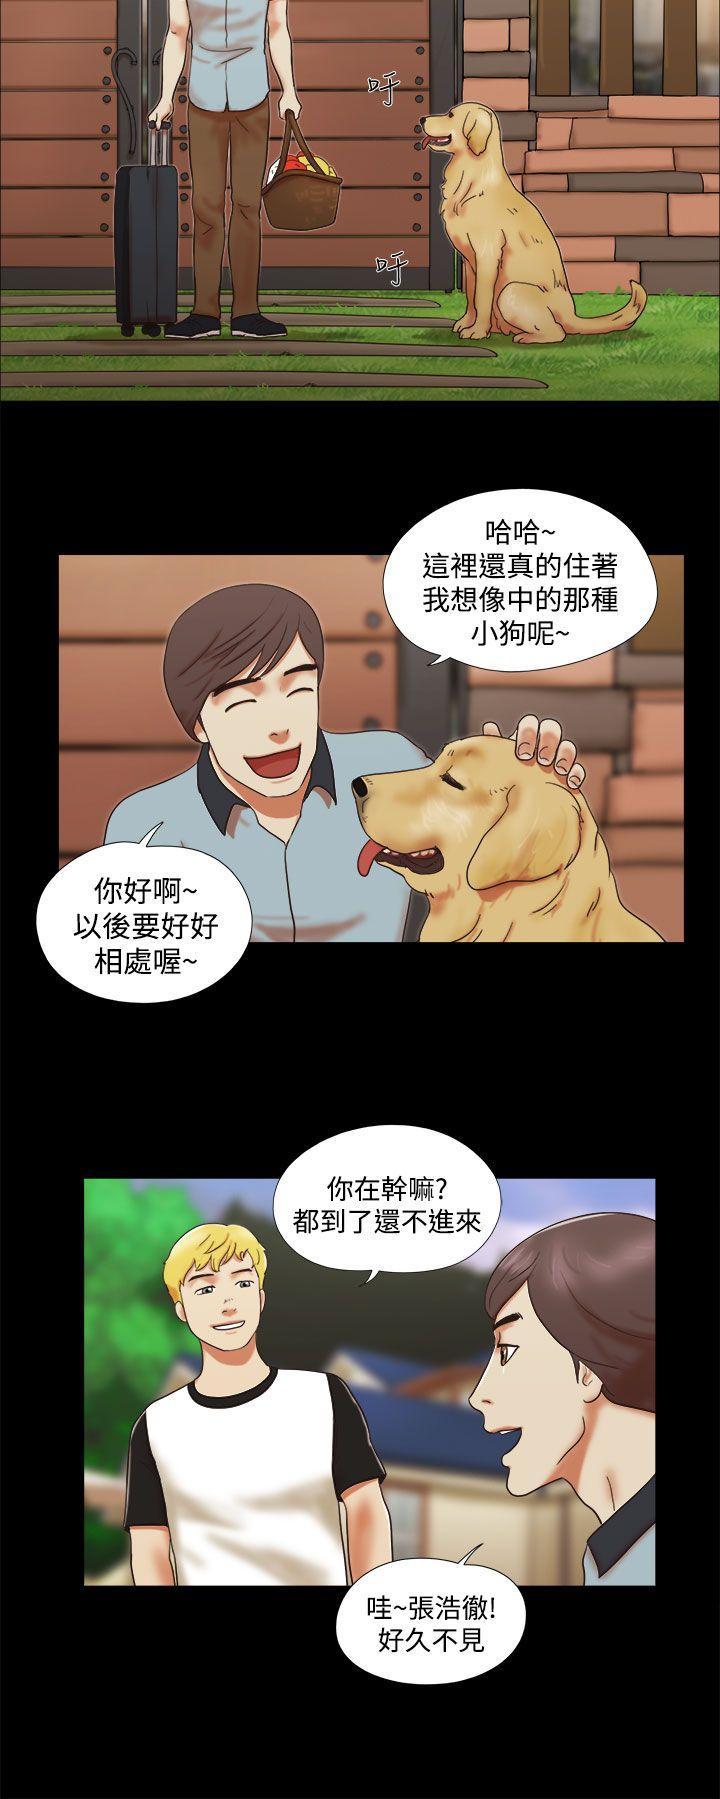 吁
吁
哈哈~
這裡還真的住著
我想像中的那種
小狗呢~
你好啊~
以後要好好
相處喔~
你在幹嘛?
都到了還不進來
哇~張浩徹!
好久不見